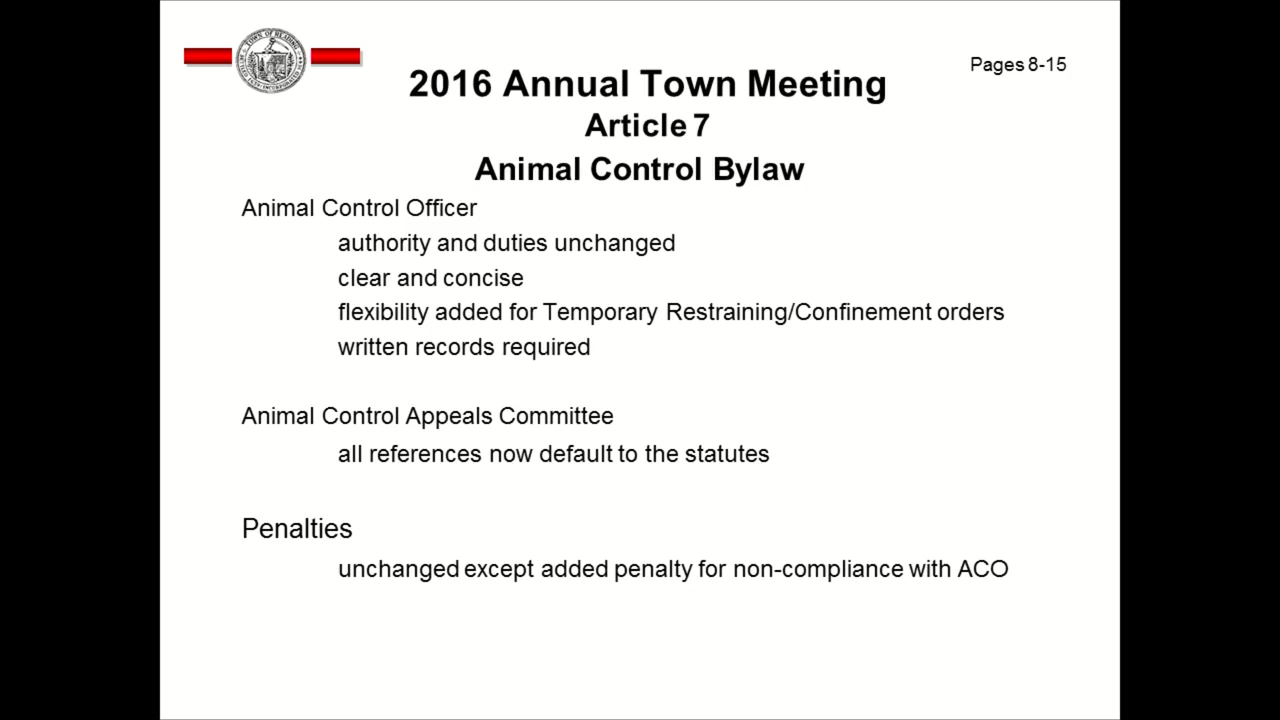 Pages 8-15
2016 Annual Town Meeting
Article 7
Animal Control Bylaw
Animal Control Officer
authority and duties unchanged
clear and concise
flexibility added for Temporary Restraining/Confinement orders
written records required
Animal Control Appeals Committee
all references now default to the statutes
Penalties
unchanged except added penalty for non-compliance with ACO